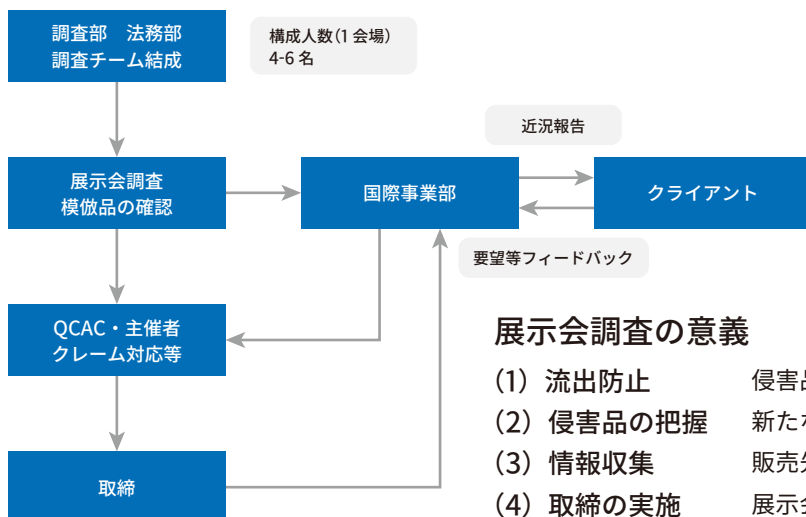 調査部　法務部
調査チーム結成
構成人数（1 会場）
4-6 名
近況報告
展示会調査
模倣品の確認
国際事業部
クライアント
要望等フィードバック
QCAC・主催者
クレーム対応等
取締
展示会調査の意義
（1）流出防止　侵害
（2）侵害品の把握　新た
（3）情報収集　販売
（4）取締の実施　展示